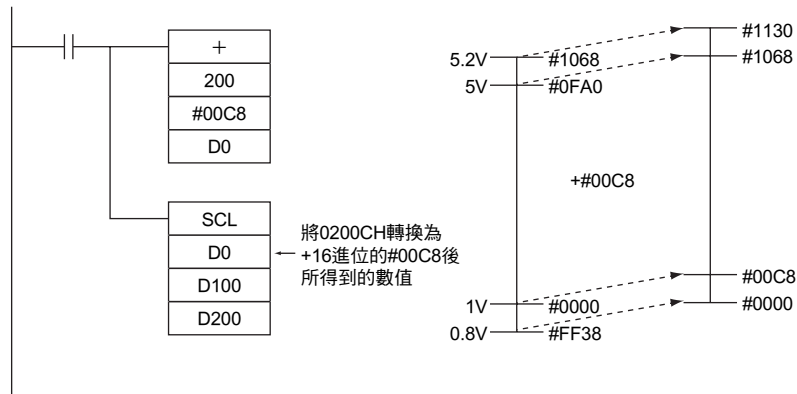 +
200
#00C8
D0
SCL
D0
D100
D200
將0200CH轉換為
+16進位的#00C8後
所得到的數值
5.2V
#1068
5V
#0FA0
#1130
#1068
+#00C8
1V
#0000
0.8V
#FF38
#00C8
#0000